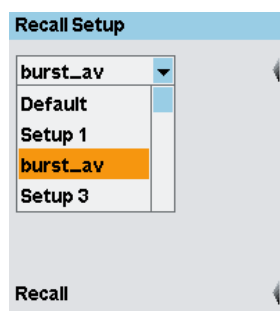 Recall Setup
burst_av
Default
Setup 1
burst_av
Setup 3
Recall